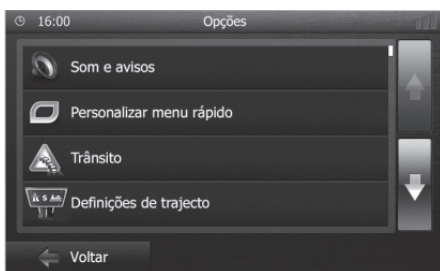 16:00 Opções
Som e avisos
Personalizar menu rápido
Trânsito
Definições de trajecto
Voltar